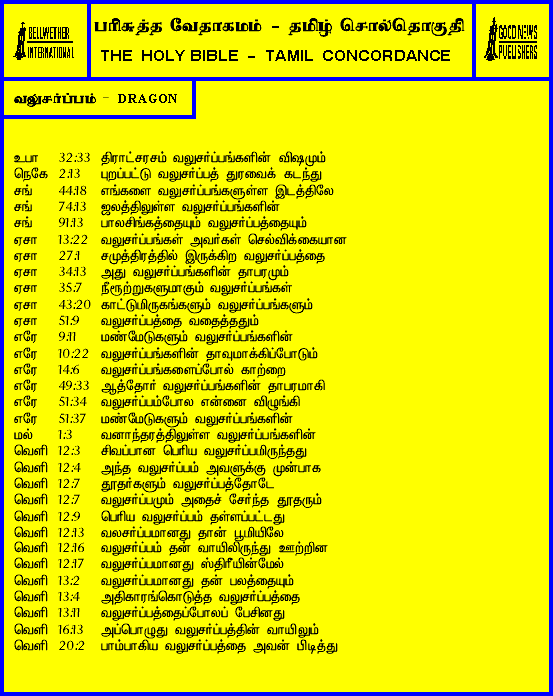 BELLWETHER INTERNATIONAL
பரிசுத்த வேதாகமம் - தமிழ் சொல்தொகுதி
THE HOLY BIBLE - TAMIL CONCORDANCE
GOOD NEWS PUBLISHERS
வலுசர்ப்பம் - DRAGON
உபா 32:33 திராட்சரசம் வலுசர்ப்பங்களின் விஷமும்
நெகே 2:13 புறப்பட்டு வலுசர்ப்பத் துரவைக் கடந்து
சங் 44:18 எங்களை வலுசர்ப்பங்களுள்ள இடத்திலே
சங் 74:13 ஜலத்திலுள்ள வலுசர்ப்பங்களின்
சங் 91:13 பாலசிங்கத்தையும் வலுசர்ப்பத்தையும்
ஏசா 13:22 வலுசர்ப்பங்கள் அவர்கள் செல்விக்கையான
ஏசா 27:1 சமுத்திரத்தில் இருக்கிற வலுசர்ப்பத்தை
ஏசா 34:13 அது வலுசர்ப்பங்களின் தாபரமும்
ஏசா 35:7 நீரூற்றுகளுமாகும் வலுசர்ப்பங்கள்
ஏசா 43:20 காட்டுமிருகங்களும் வலுசர்ப்பங்களும்
ஏசா 51:9 வலுசர்ப்பத்தை வதைத்ததும்
எரே 9:11 மண்மேடுகளும் வலுசர்ப்பங்களின்
எரே 10:22 வலுசர்ப்பங்களின் தாவுமாக்கிப்போடும்
எரே 14:6 வலுசர்ப்பங்களைப்போல் காற்றை
எரே 49:33 ஆத்தோர் வலுசர்ப்பங்களின் தாபரமாகி
எரே 51:34 வலுசர்ப்பம்போல என்னை விழுங்கி
எரே 51:37 மண்மேடுகளும் வலுசர்ப்பங்களின்
மல் 1:3 வனாந்தரத்திலுள்ள வலுசர்ப்பங்களின்
வெளி 12:3 சிவப்பான பெரிய வலுசர்ப்பமிருந்தது
வெளி 12:4 அந்த வலுசர்ப்பம் அவளுக்கு முன்பாக
வெளி 12:7 தூதர்களும் வலுசர்ப்பத்தோடே
வெளி 12:7 வலுசர்ப்பமும் அதைச் சேர்ந்த தூதரும்
வெளி 12:9 பெரிய வலுசர்ப்பம் தள்ளப்பட்டது
வெளி 12:13 வலசர்ப்பமானது தான் பூமியிலே
வெளி 12:16 வலுசர்ப்பம் தன் வாயிலிருந்து ஊற்றின
வெளி 12:17 வலுசர்ப்பமானது ஸ்திரீயின்மேல்
வெளி 13:2 வலுசர்ப்பமானது தன் பலத்தையும்
வெளி 13:4 அதிகாரங்கொடுத்த வலுசர்ப்பத்தை
வெளி 13:11 வலுசர்ப்பத்தைப்போலப் பேசினது
வெளி 16:13 அப்பொழுது வலுசர்ப்பத்தின் வாயிலும்
வெளி 20:2 பாம்பாகிய வலுசர்ப்பத்தை அவன் பிடித்து